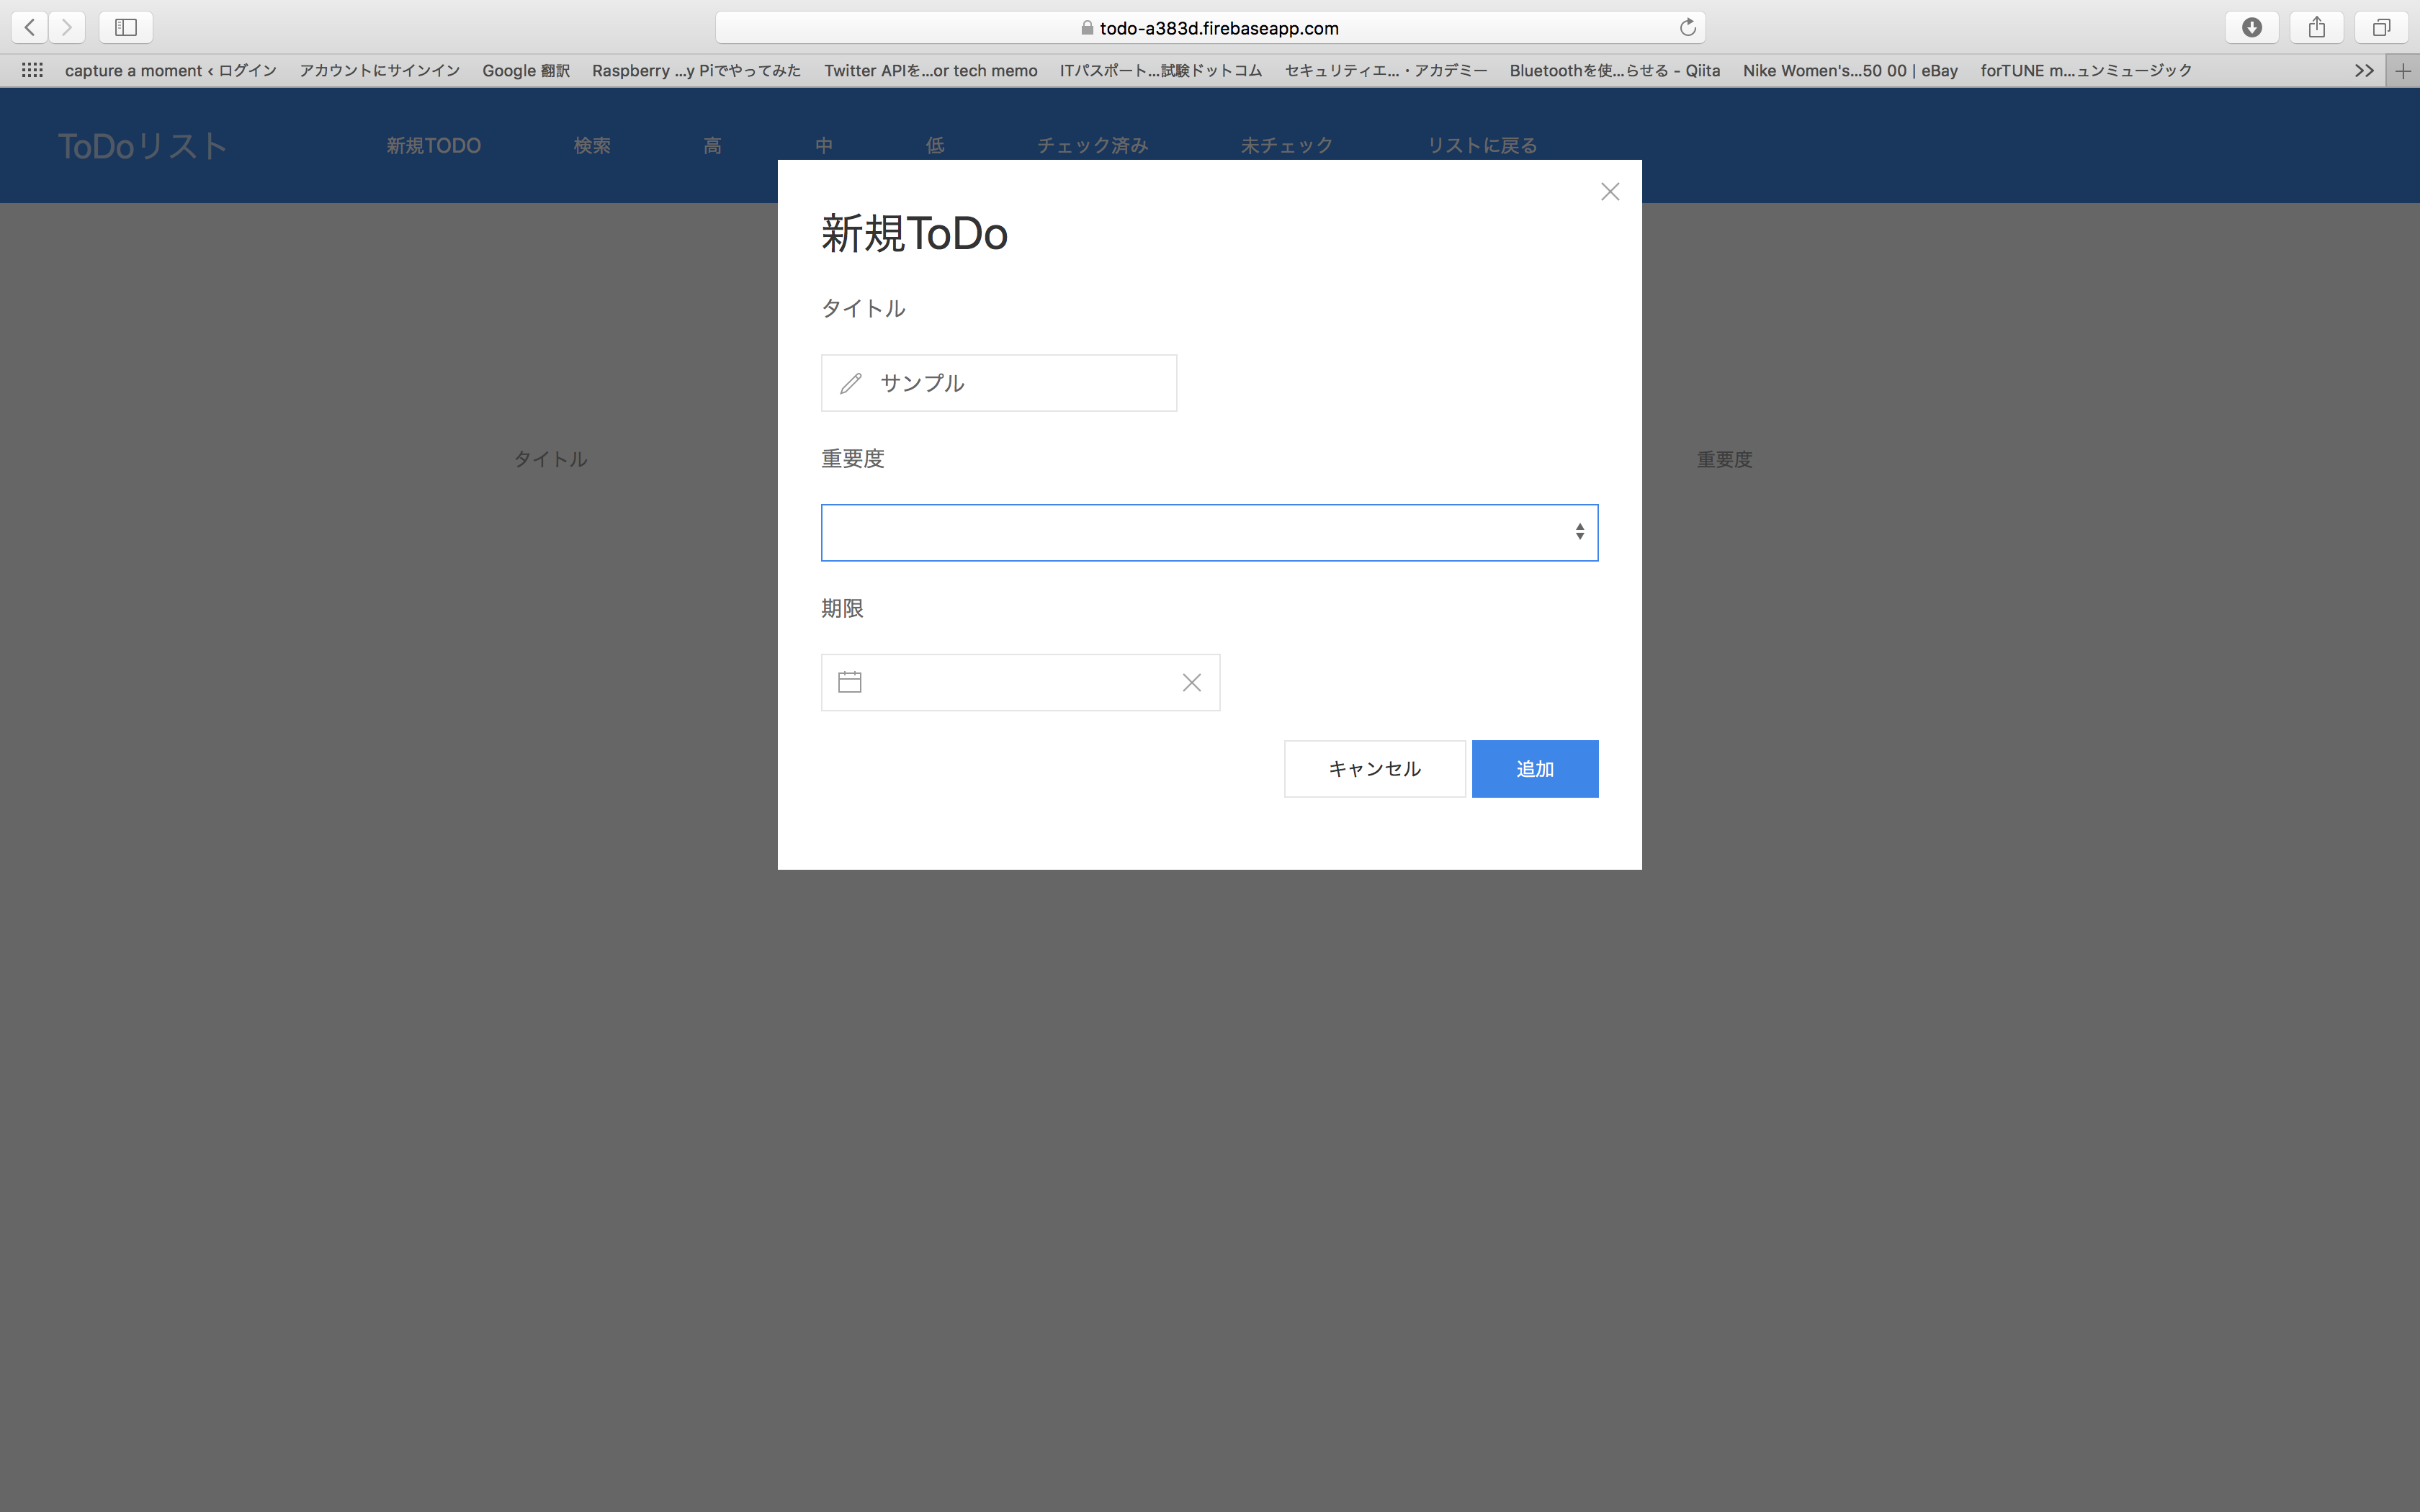 todo-a383d.firebaseapp.com
capture a moment ‹ ログイン アカウントにサインイン Google 翻訳 Raspberry ...y Piでやってみた Twitter APIを...or tech memo ITパスポート...試験ドットコム セキュリティエ...・アカデミー Bluetoothを使...らせる - Qiita Nike Women's...50 00 | eBay forTUNE m...ュンミュージック
ToDoリスト 新規TODO 検索 高 中 低 チェック済み 未チェック リストに戻る
新規ToDo
タイトル
サンプル
タイトル 重要度 重要度
期限
キャンセル 追加